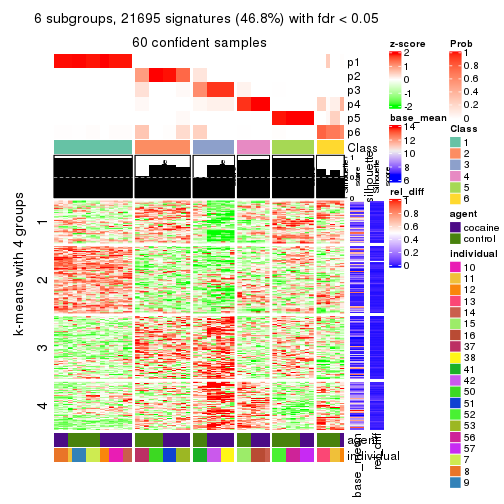 6 subgroups, 21695 signatures (46.8%) with fdr < 0.05
60 confident samples
p1
p2
p3
p4
p5
p6
Class
1
0.5
0
silhouette
score
k-means with 4 groups
1
2
3
4
agent
individual
base_mean
rel_diff
z-score
2
1
0
-1
-2
base_mean
14
12
10
8
6
rel_diff
1
0.8
0.6
0.4
0.2
0
Prob
1
0.8
0.6
0.4
0.2
0
Class
1
2
3
4
5
6
agent
cocaine
control
Individual
10
11
12
13
14
15
16
37
38
41
42
50
51
52
53
56
57
7
8
9